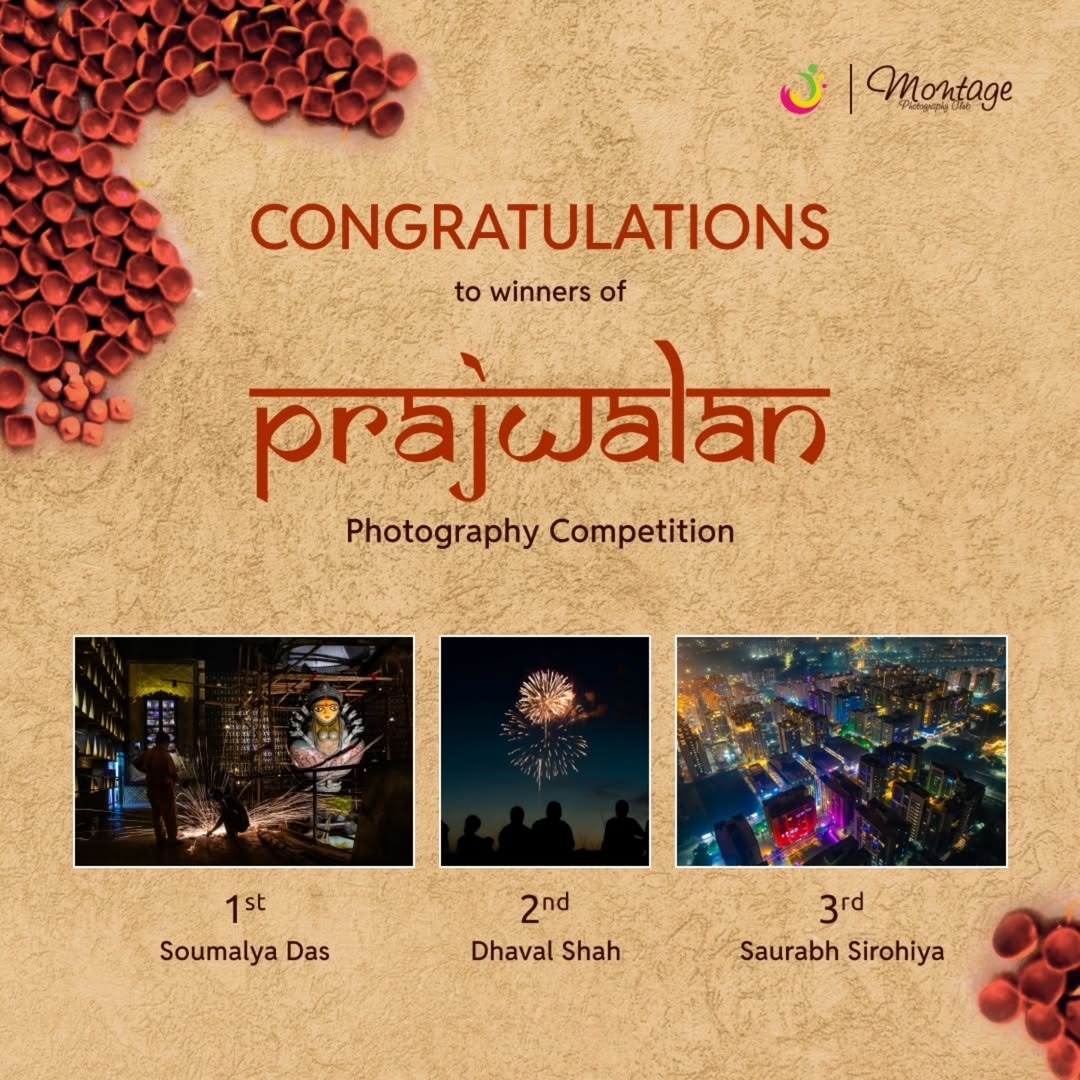 Montage
Photography Club
CONGRATULATIONS
to winners of
prajwalan
Photography Competition
1st
Soumalya Das
2nd
Dhaval Shah
3rd
Saurabh Sirohiya